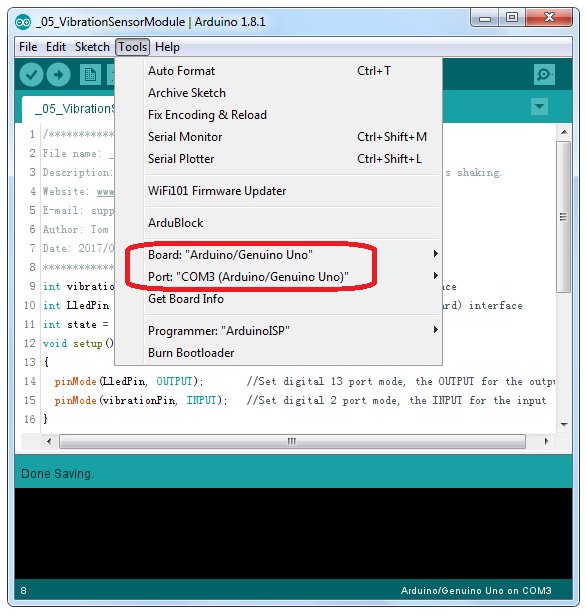 _05_VibrationSensorModule | Arduino 1.8.1
File Edit Sketch Tools Help
Auto Format Ctrl+T
Archive Sketch
Fix Encoding & Reload
Serial Monitor Ctrl+Shift+M
Serial Plotter Ctrl+Shift+L
WiFi101 Firmware Updater
ArduBlock
Board: "Arduino/Genuino Uno"
Port: "COM3 (Arduino/Genuino Uno)"
Get Board Info
Programmer: "ArduinoISP"
Burn Bootloader
_05_VibrationS
1 /*************
2 File name: _
3 Description: s shaking.
4 Website: www
5 E-mail: supp
6 Author: Tom
7 Date: 2017/0
8 *************
9 int vibratio ce
10 int LledPin ard) interface
11 int state =
12 void setup()
13 {
14 pinMode(LledPin, OUTPUT); //Set digital 13 port mode, the OUTPUT for the outpu
15 pinMode(vibrationPin, INPUT); //Set digital 2 port mode, the INPUT for the input
16 }
Done Saving.
8 Arduino/Genuino Uno on COM3